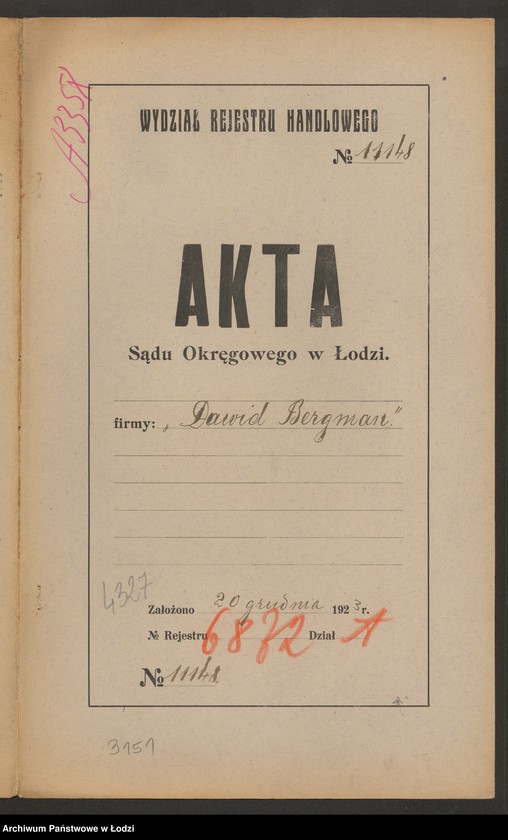 WYDZIAŁ REJESTRU HANDLOWEGO
№ 11148
AKTA
Sądu Okręgowego w Łodzi.
firmy: „Dawid Bergman."
4327
Założono 20 grudnia 1923 r.
№ Rejestru 6872 Dział A
№ 11148
3151
Archiwum Państwowe w Łodzi